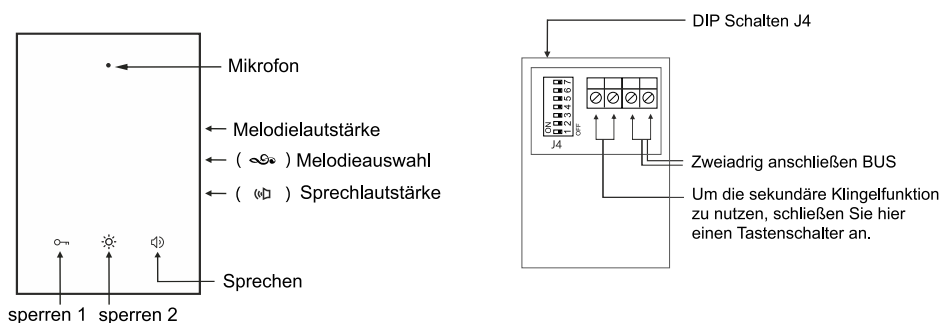 Mikrofon
Melodielautstärke
( ) Melodieauswahl
( ) Sprechlautstärke
Sprechen
sperren 1 sperren 2
DIP Schalten J4
ON
1 2 3 4 5 6 7
OFF
J4
Zweiadrig anschließen BUS
Um die sekundäre Klingelfunktion
zu nutzen, schließen Sie hier
einen Tastenschalter an.